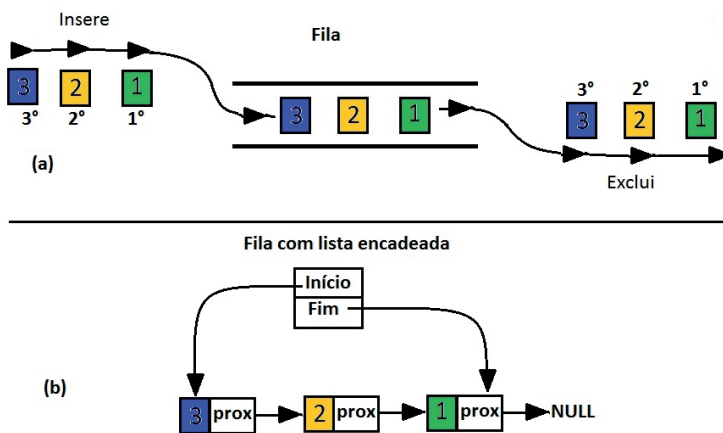 Insere
Fila
3 2 1
3° 2° 1°
3 2 1
3° 2° 1°
3 2 1
(a)
Exclui
Fila com lista encadeada
Início
Fim
(b)
3 prox 2 prox 1 prox NULL